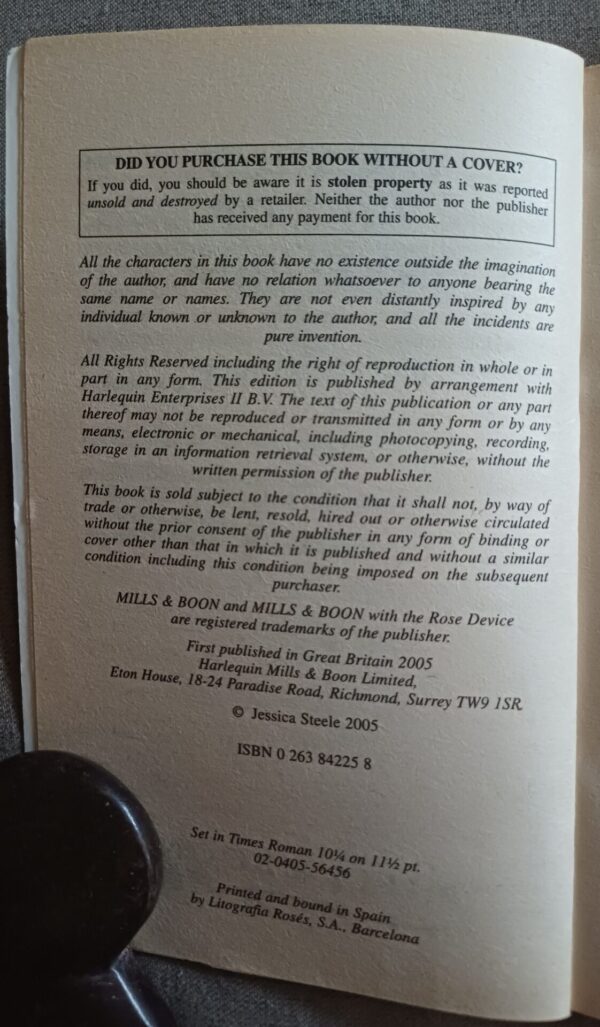 DID YOU PURCHASE THIS BOOK WITHOUT A COVER?
If you did, you should be aware it is stolen property as it was reported
unsold and destroyed by a retailer. Neither the author nor the publisher
has received any payment for this book.
All the characters in this book have no existence outside the imagination
of the author, and have no relation whatsoever to anyone bearing the
same name or names. They are not even distantly inspired by any
individual known or unknown to the author, and all the incidents are
pure invention.
All Rights Reserved including the right of reproduction in whole or in
part in any form. This edition is published by arrangement with
Harlequin Enterprises II B.V. The text of this publication or any part
thereof may not be reproduced or transmitted in any form or by any
means, electronic or mechanical, including photocopying, recording,
storage in an information retrieval system, or otherwise, without the
written permission of the publisher.
This book is sold subject to the condition that it shall not, by way of
trade or otherwise, be lent, resold, hired out or otherwise circulated
without the prior consent of the publisher in any form of binding or
cover other than that in which it is published and without a similar
condition including this condition being imposed on the subsequent
purchaser.
MILLS & BOON and MILLS & BOON with the Rose Device
are registered trademarks of the publisher.
First published in Great Britain 2005
Harlequin Mills & Boon Limited,
Eton House, 18-24 Paradise Road, Richmond, Surrey TW9 1SR
© Jessica Steele 2005
ISBN 0 263 84225 8
Set in Times Roman 10¼ on 11½ pt.
02-0405-56456
Printed and bound in Spain
by Litografia Rosés, S.A., Barcelona